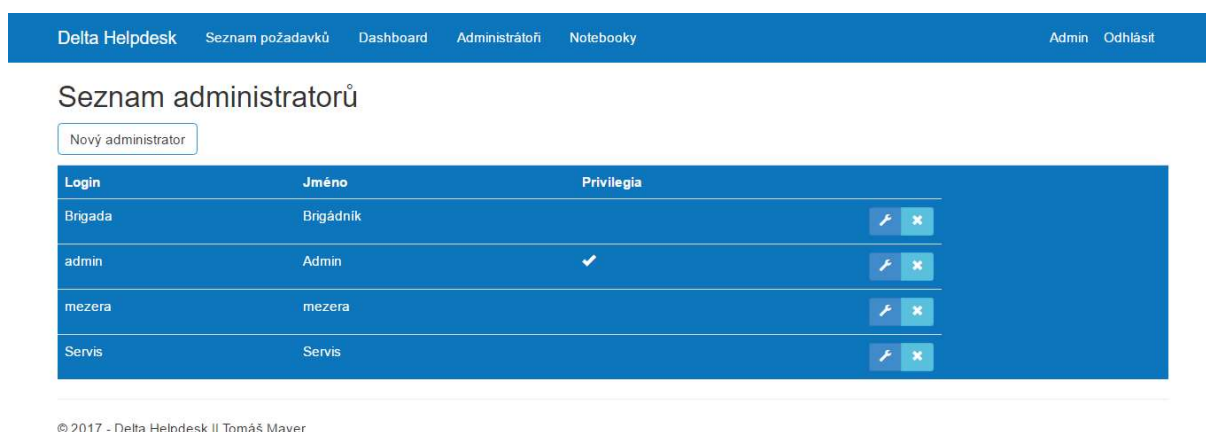 Delta Helpdesk Seznam požadavků Dashboard Administrátoři Notebooky Admin Odhlásit
Seznam administratorů
Nový administrator
Login Jméno Privilegia
Brigada Brigádník
admin Admin
mezera mezera
Servis Servis
© 2017 - Delta Helpdesk || Tomáš Mayer